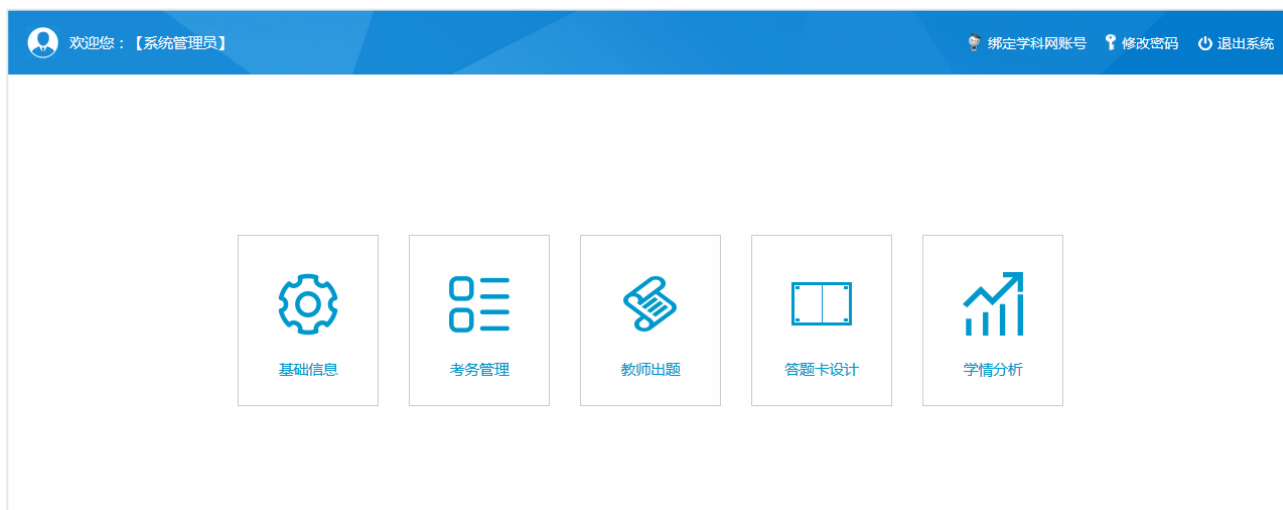 欢迎您：【系统管理员】
绑定学科网账号 修改密码 退出系统
基础信息 考务管理 教师出题 答题卡设计 学情分析